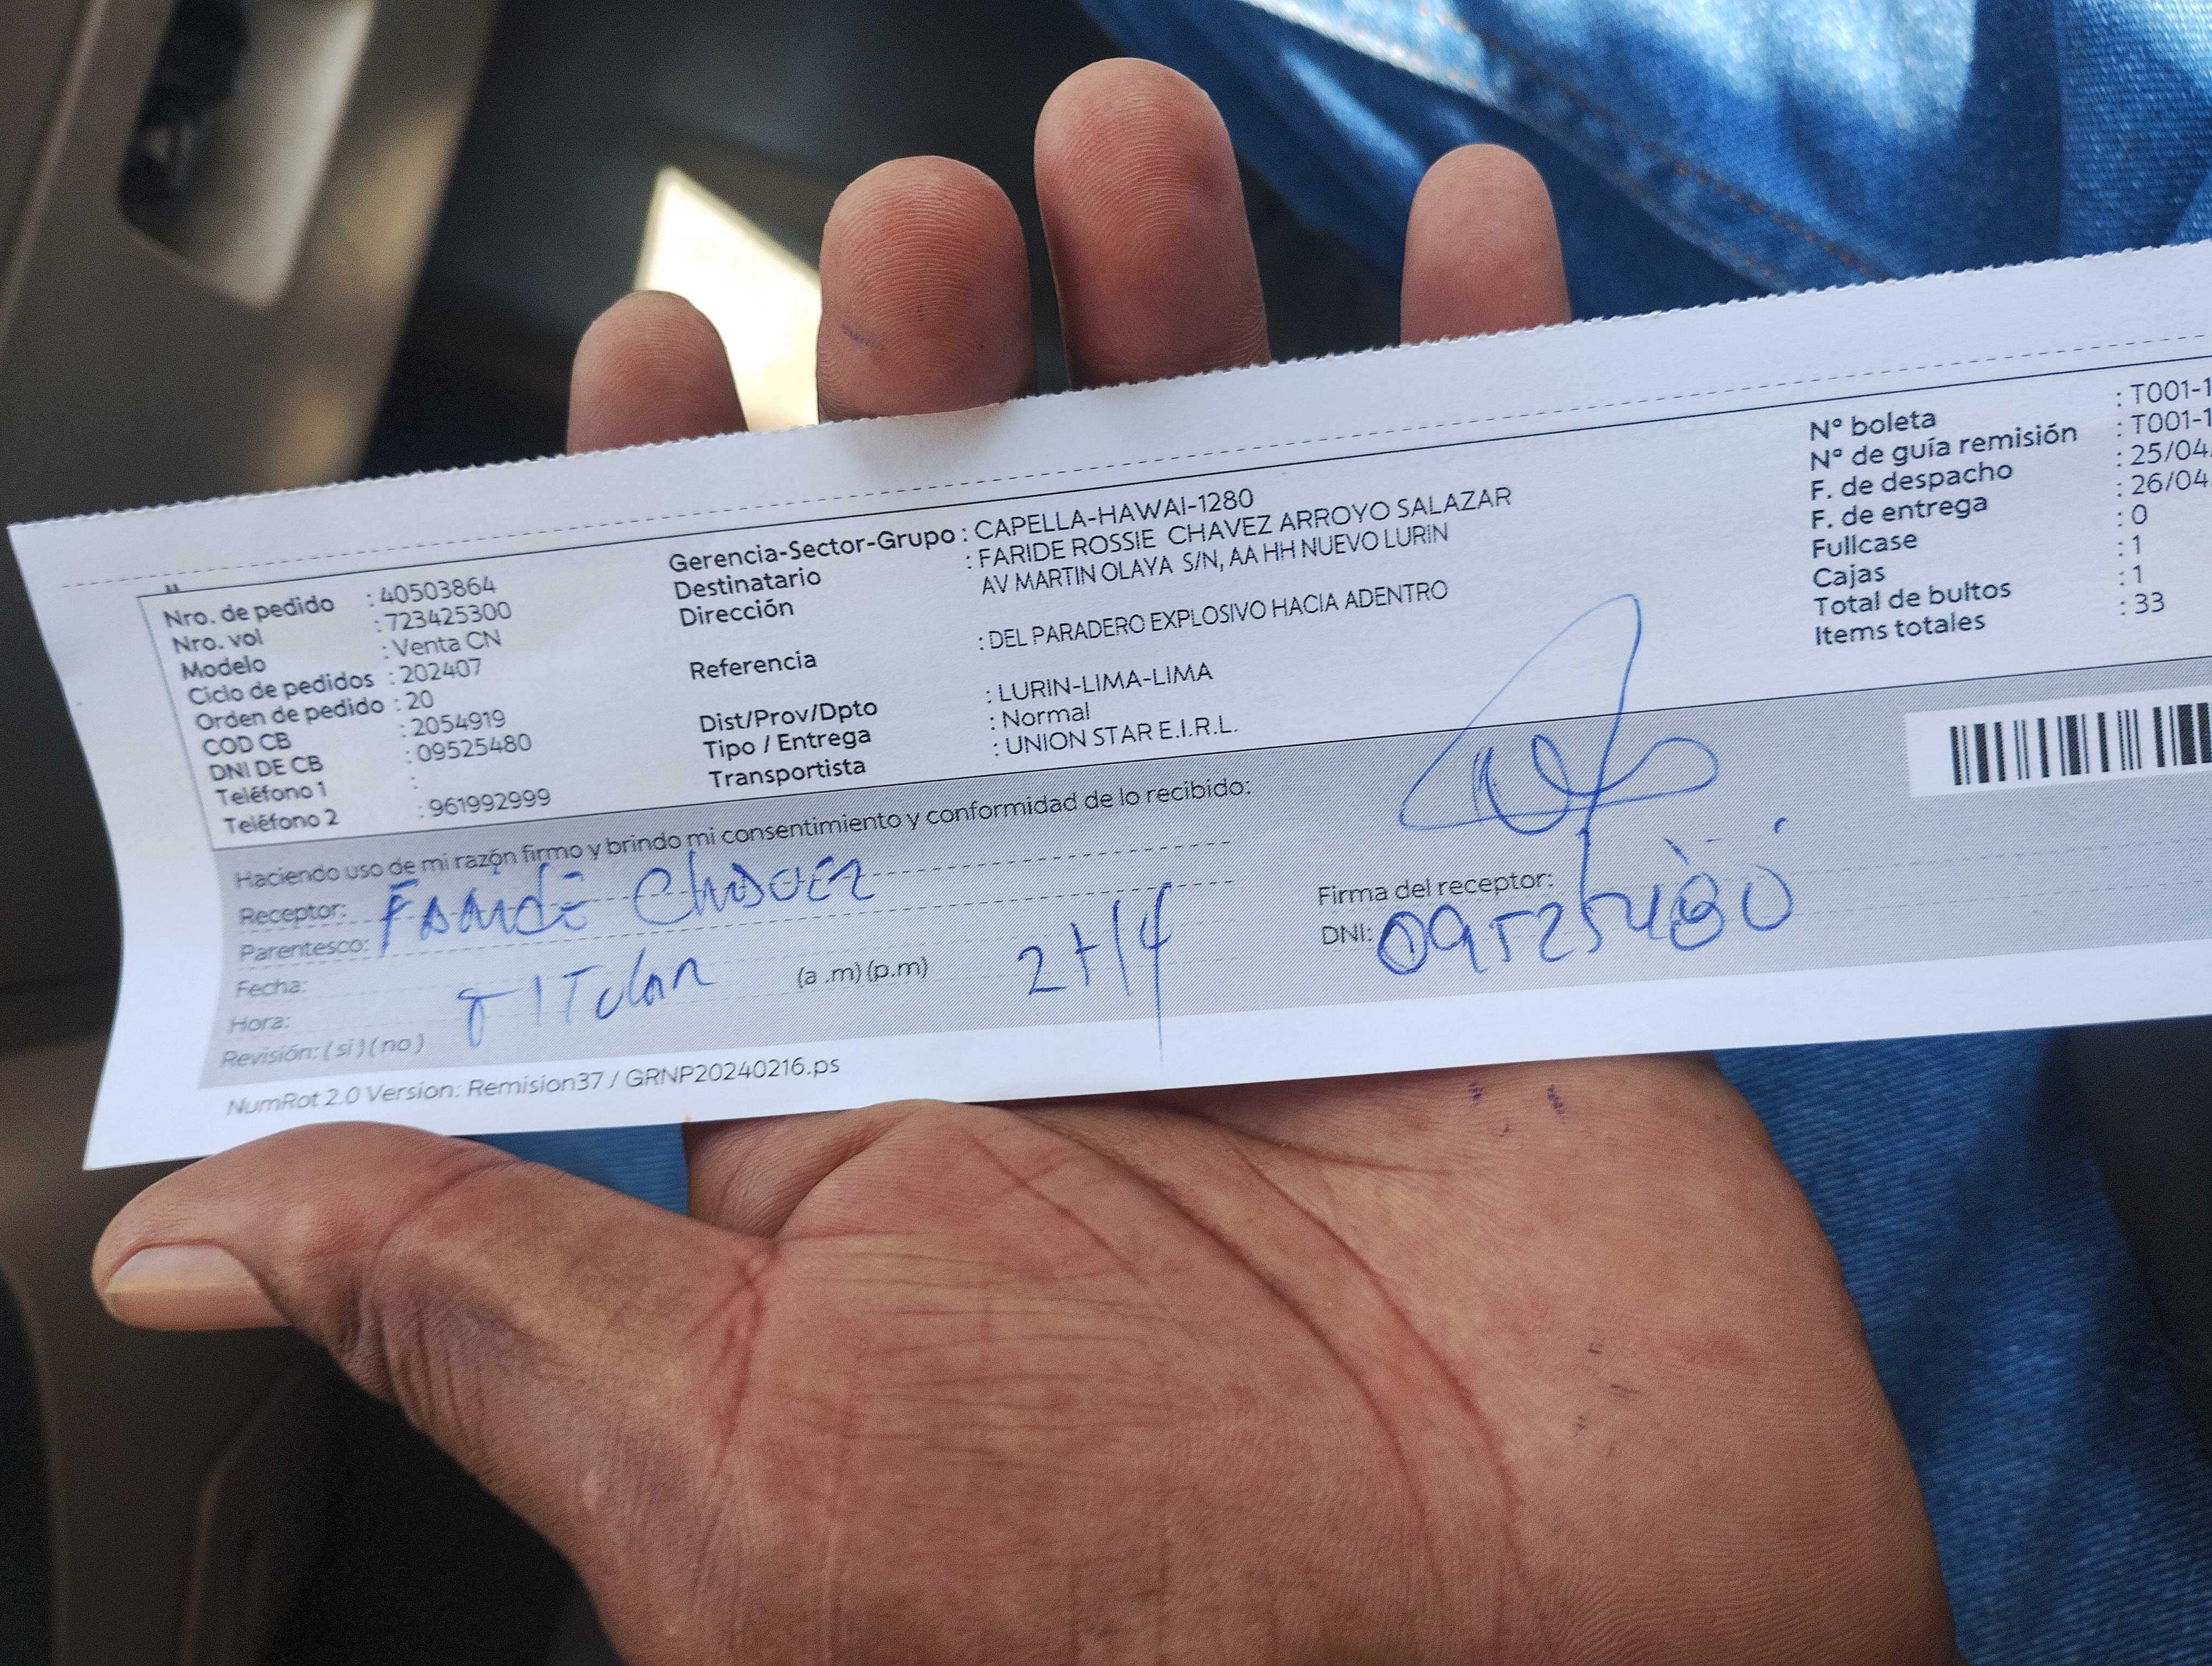 Nro. de pedido : 40503864
Nro. vol : 723425300
Modelo : Venta CN
Ciclo de pedidos : 202407
Orden de pedido : 20
COD CB : 2054919
DNI DE CB : 09525480
Teléfono 1 :
Teléfono 2 : 961992999
Gerencia-Sector-Grupo : CAPELLA-HAWAI-1280
Destinatario : FARIDE ROSSIE CHAVEZ ARROYO SALAZAR
Dirección AV MARTIN OLAYA S/N, AA HH NUEVO LURIN
Referencia : DEL PARADERO EXPLOSIVO HACIA ADENTRO
Dist/Prov/Dpto : LURIN-LIMA-LIMA
Tipo / Entrega : Normal
Transportista : UNION STAR E.I.R.L.
Nº boleta : T001-1
Nº de guía remisión : T001-1
F. de despacho : 25/04
F. de entrega : 26/04
Fullcase : 0
Cajas : 1
Total de bultos : 1
Items totales : 33
Haciendo uso de mi razón firmo y brindo mi consentimiento y conformidad de lo recibido:
Receptor: Faride Chavez
Parentesco:
Fecha: Titular (a .m) (p.m)
Hora:
Revisión: ( si ) ( no )
Firma del receptor:
DNI: 09525480
NumRot 2.0 Version: Remision37 / GRNP20240216.ps